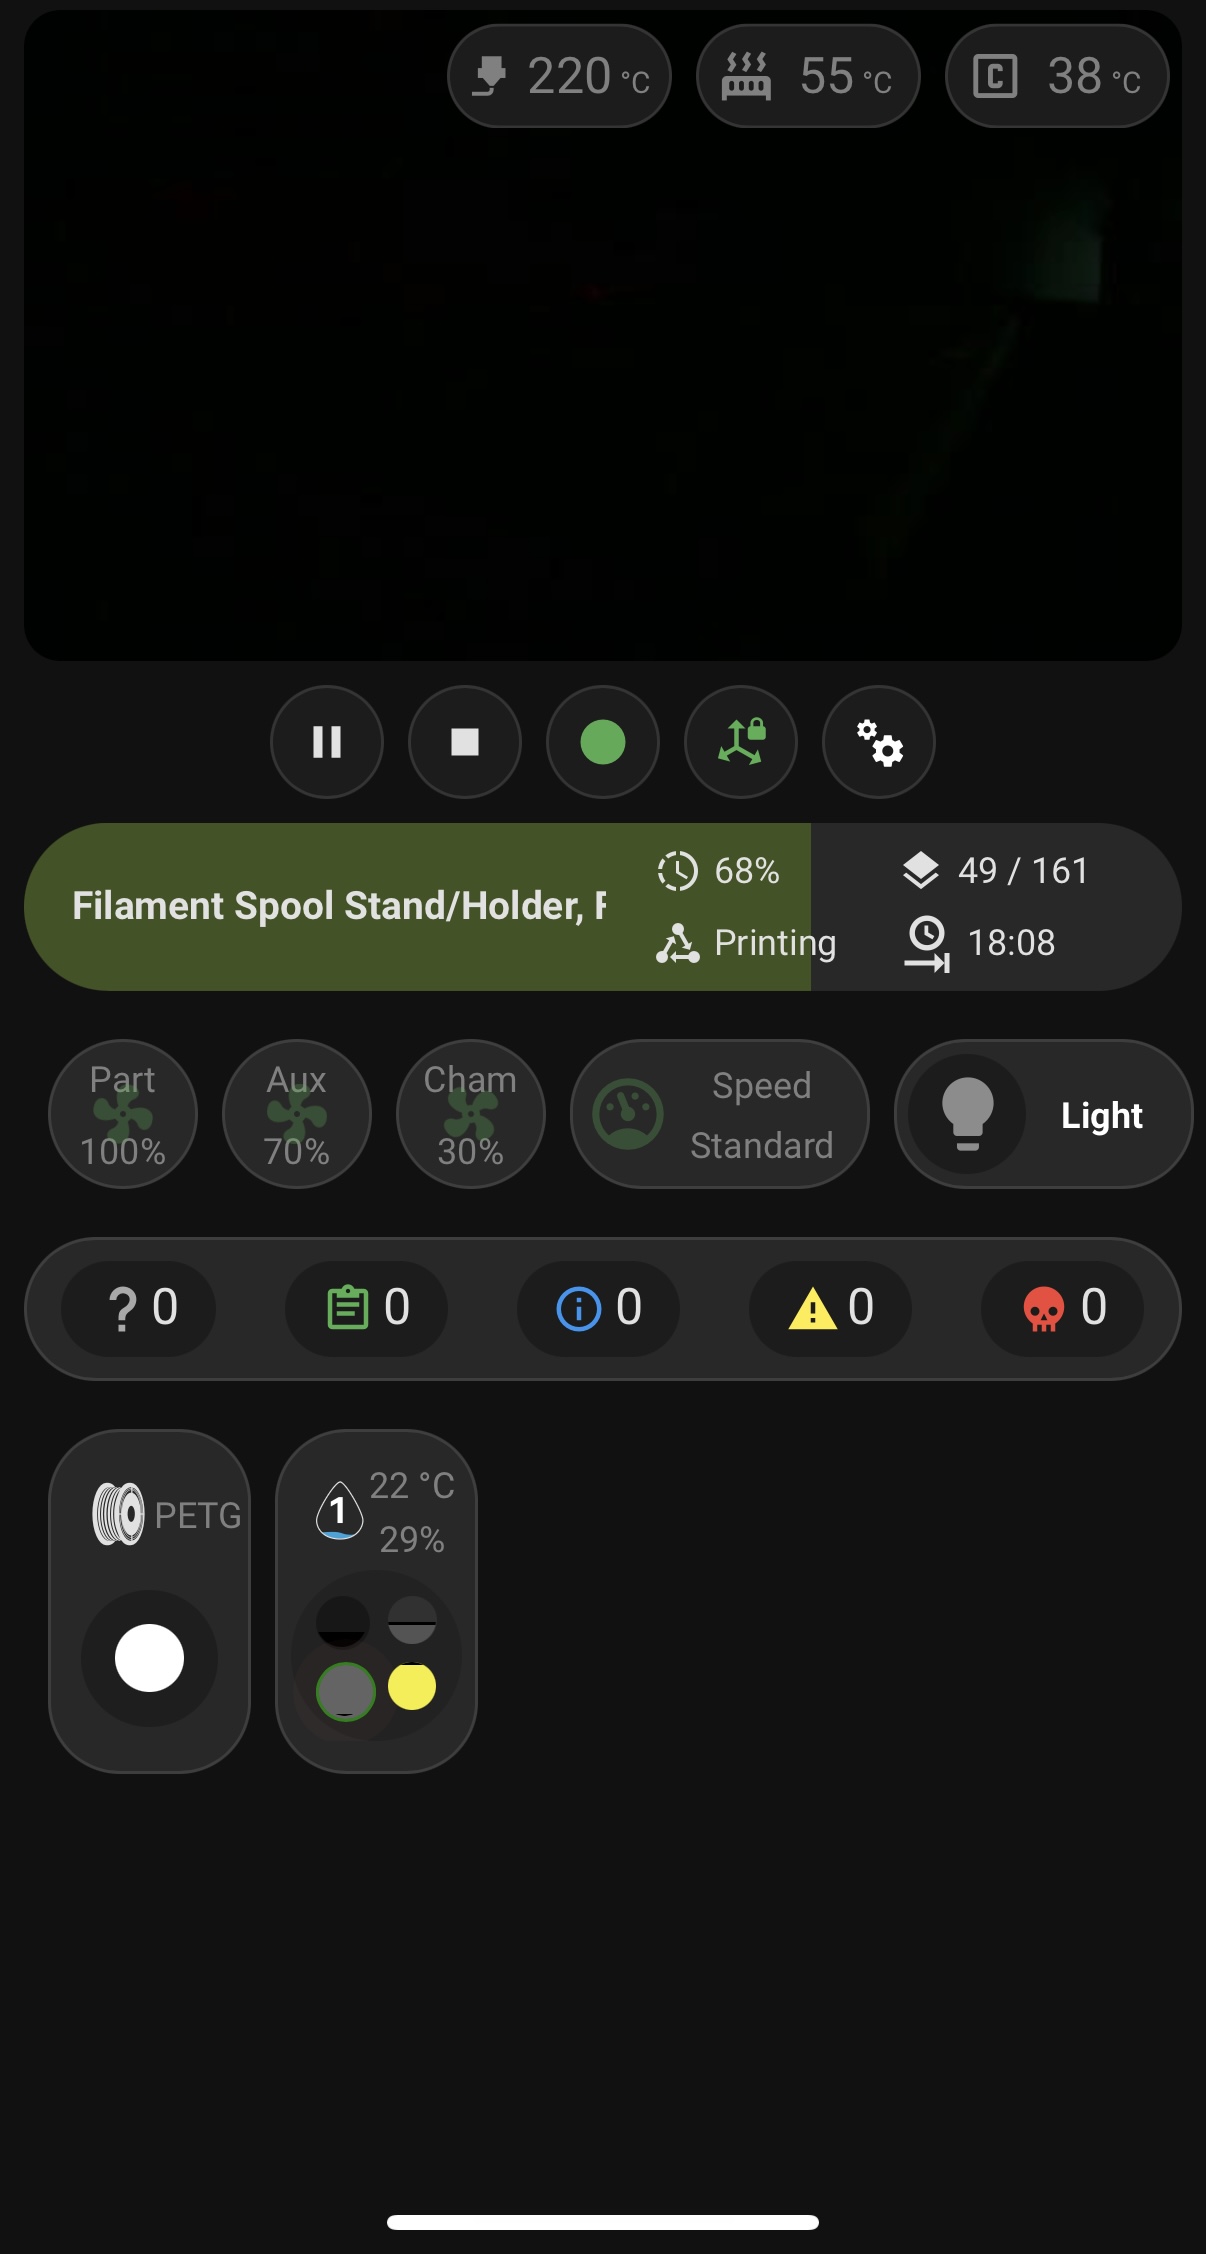 220 °C
55 °C
C 38 °C
68%
49 / 161
Filament Spool Stand/Holder, F
Printing
18:08
Part
100%
Aux
70%
Cham
30%
Speed
Standard
Light
? 0
0
i 0
! 0
0
PETG
1
22 °C
29%